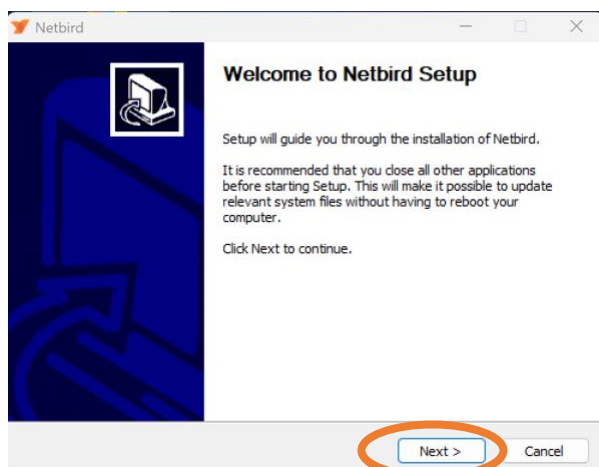 Netbird
Welcome to Netbird Setup
Setup will guide you through the installation of Netbird.
It is recommended that you close all other applications
before starting Setup. This will make it possible to update
relevant system files without having to reboot your
computer.
Click Next to continue.
Next >
Cancel